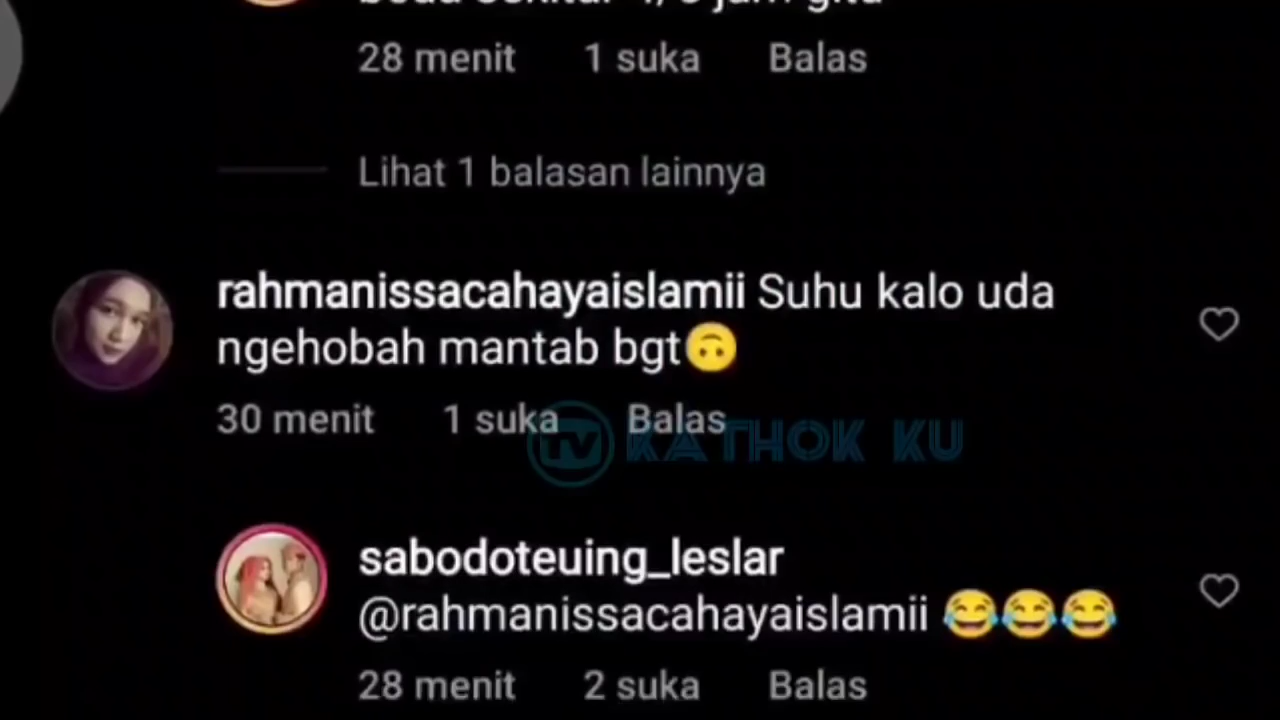 28 menit 1 suka Balas
Lihat 1 balasan lainnya
rahmanissacahayaislamii Suhu kalo uda
ngehobah mantab bgt🙃
30 menit 1 suka Balas
TV KATHOK KU
sabodoteuing_leslar
@rahmanissacahayaislamii 😂😂😂
28 menit 2 suka Balas